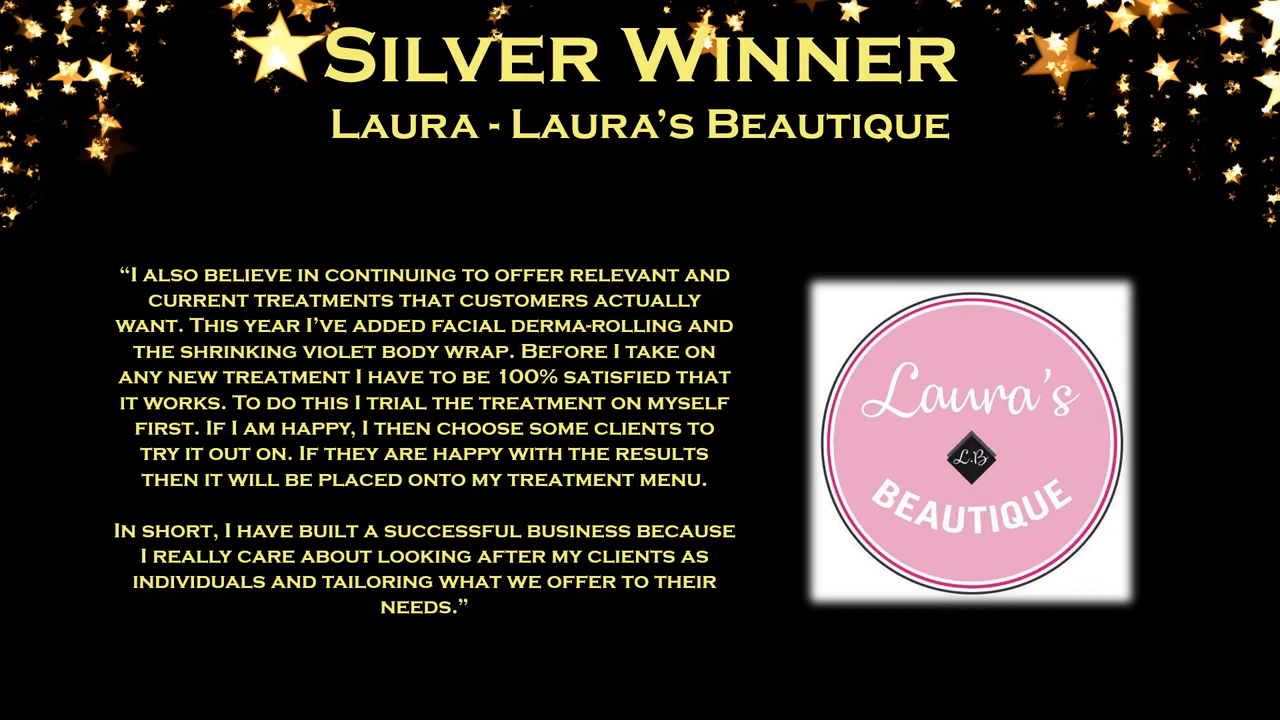 Silver Winner
Laura - Laura's Beautique
“I also believe in continuing to offer relevant and
current treatments that customers actually
want. This year I’ve added facial derma-rolling and
the shrinking violet body wrap. Before I take on
any new treatment I have to be 100% satisfied that
it works. To do this I trial the treatment on myself
first. If I am happy, I then choose some clients to
try it out on. If they are happy with the results
then it will be placed onto my treatment menu.
In short, I have built a successful business because
I really care about looking after my clients as
individuals and tailoring what we offer to their
needs.”
Laura's
L.B
BEAUTIQUE